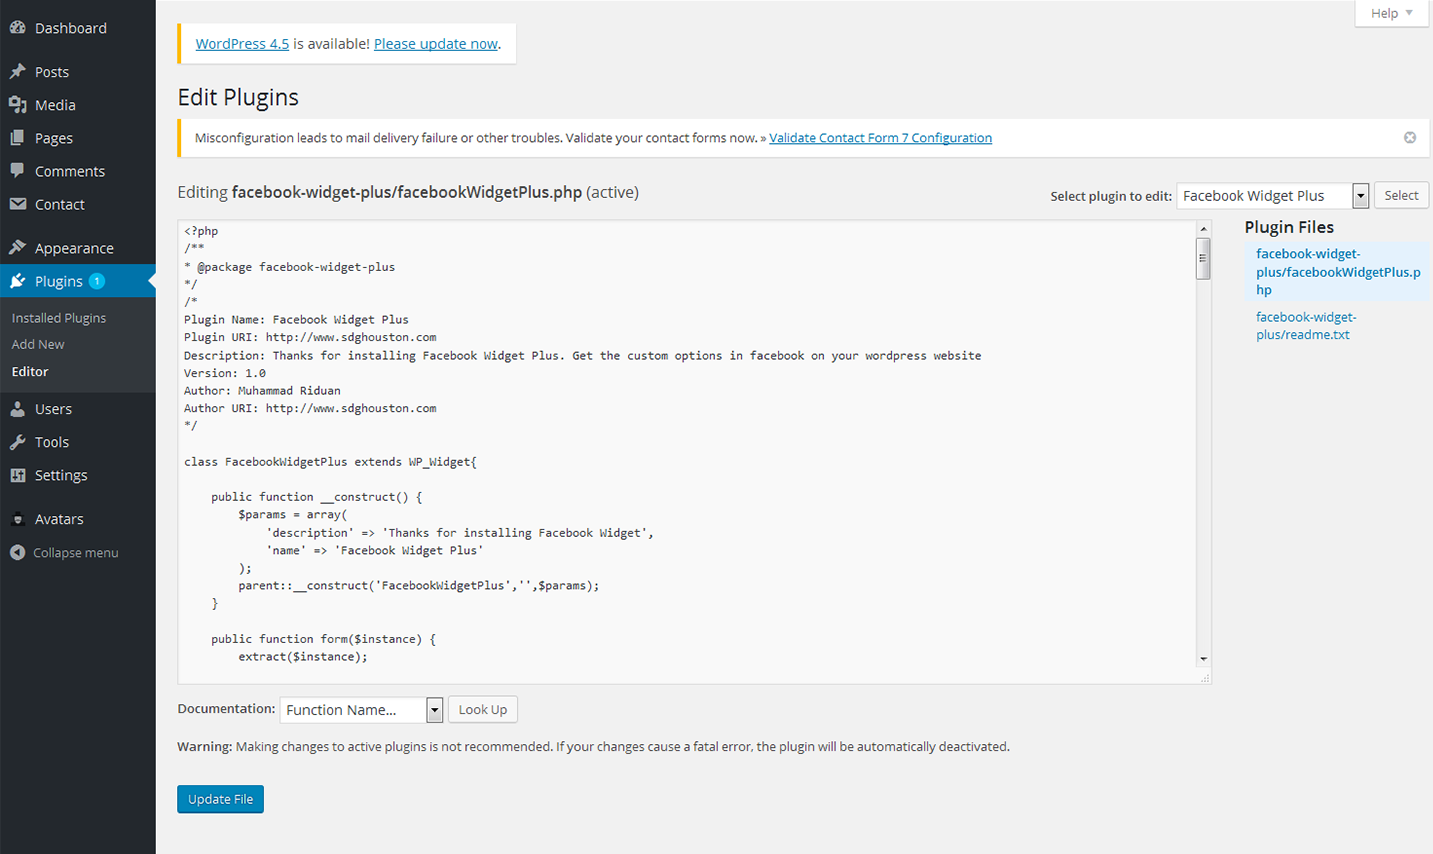 Dashboard
Posts
Media
Pages
Comments
Contact
Appearance
Plugins 1
Installed Plugins
Add New
Editor
Users
Tools
Settings
Avatars
Collapse menu
Help
WordPress 4.5 is available! Please update now.
Edit Plugins
Misconfiguration leads to mail delivery failure or other troubles. Validate your contact forms now. » Validate Contact Form 7 Configuration
Editing facebook-widget-plus/facebookWidgetPlus.php (active)
Select plugin to edit: Facebook Widget Plus Select
<?php
/**
* @package facebook-widget-plus
*/
/*
Plugin Name: Facebook Widget Plus
Plugin URI: http://www.sdghouston.com
Description: Thanks for installing Facebook Widget Plus. Get the custom options in facebook on your wordpress website
Version: 1.0
Author: Muhammad Riduan
Author URI: http://www.sdghouston.com
*/
class FacebookWidgetPlus extends WP_Widget{
public function __construct() {
$params = array(
'description' => 'Thanks for installing Facebook Widget',
'name' => 'Facebook Widget Plus'
);
parent::__construct('FacebookWidgetPlus','',$params);
}
public function form($instance) {
extract($instance);
Plugin Files
facebook-widget-
plus/facebookWidgetPlus.p
hp
facebook-widget-
plus/readme.txt
Documentation: Function Name... Look Up
Warning: Making changes to active plugins is not recommended. If your changes cause a fatal error, the plugin will be automatically deactivated.
Update File